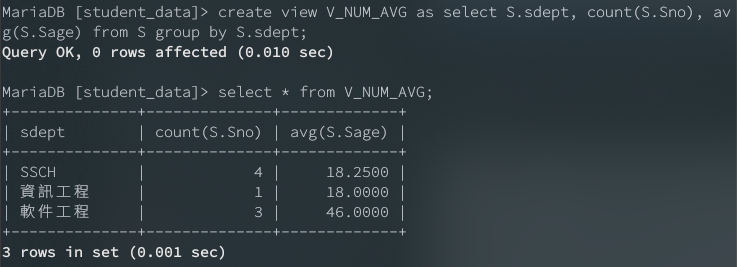 MariaDB [student_data]> create view V_NUM_AVG as select S.sdept, count(S.Sno), av
g(S.Sage) from S group by S.sdept;
Query OK, 0 rows affected (0.010 sec)
MariaDB [student_data]> select * from V_NUM_AVG;
+--------------+--------------+-------------+
| sdept | count(S.Sno) | avg(S.Sage) |
+--------------+--------------+-------------+
| SSCH | 4 | 18.2500 |
| 資訊工程 | 1 | 18.0000 |
| 軟件工程 | 3 | 46.0000 |
+--------------+--------------+-------------+
3 rows in set (0.001 sec)